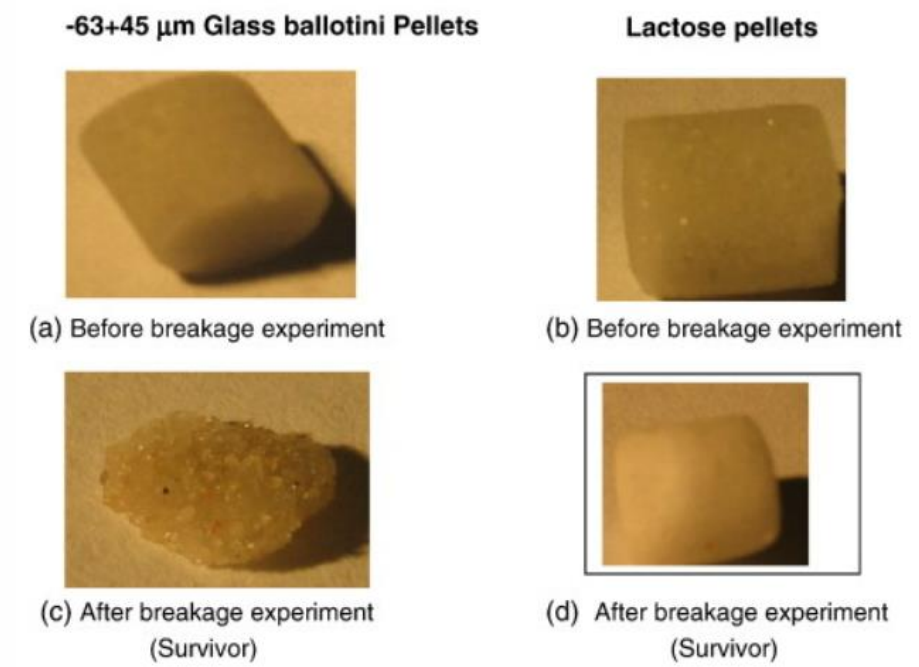 -63+45 μm Glass ballotini Pellets
Lactose pellets
(a) Before breakage experiment
(b) Before breakage experiment
(c) After breakage experiment
(Survivor)
(d) After breakage experiment
(Survivor)